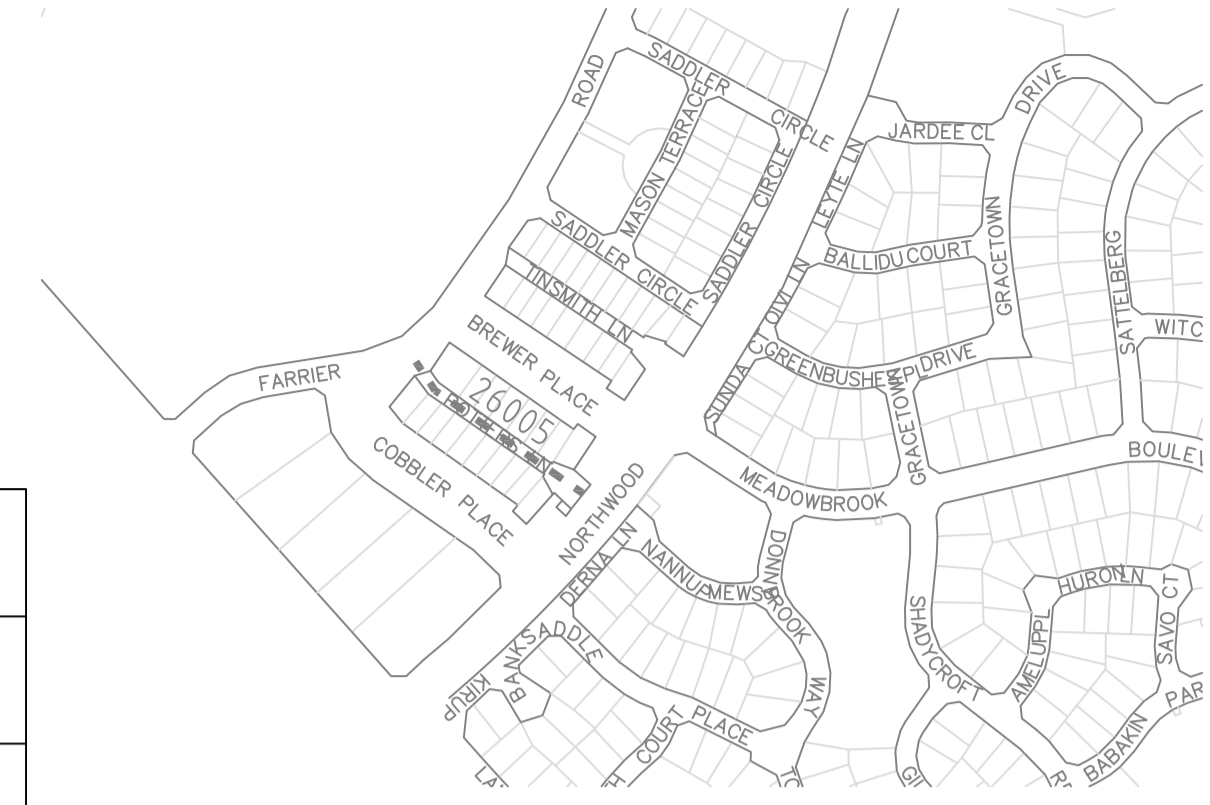 SADDLER
CIRCLE
ROAD
MASON TERRACE
SADDLER CIRCLE
SADDLER CIRCLE
TINSMITH LN
BREWER PLACE
FARRIER
26005
COBBLER PLACE
NORTHWOOD
DRIVE
JARDEE CL
LEYTE LN
BALLIDU COURT
GRACETOWN
SATTELBERG
OIVI LN
WITC
SUNDA CT
GREENBUSHES PL
DRIVE
GRACETOWN
BOULEV
MEADOWBROOK
DERNA LN
NANNUP MEWS
DONNYBROOK
WAY
BANKSADDLE
PLACE
KIRUP
COURT
SHADYCROFT
AMELUP PL
HURON LN
SAVO CT
BABAKIN
PAR